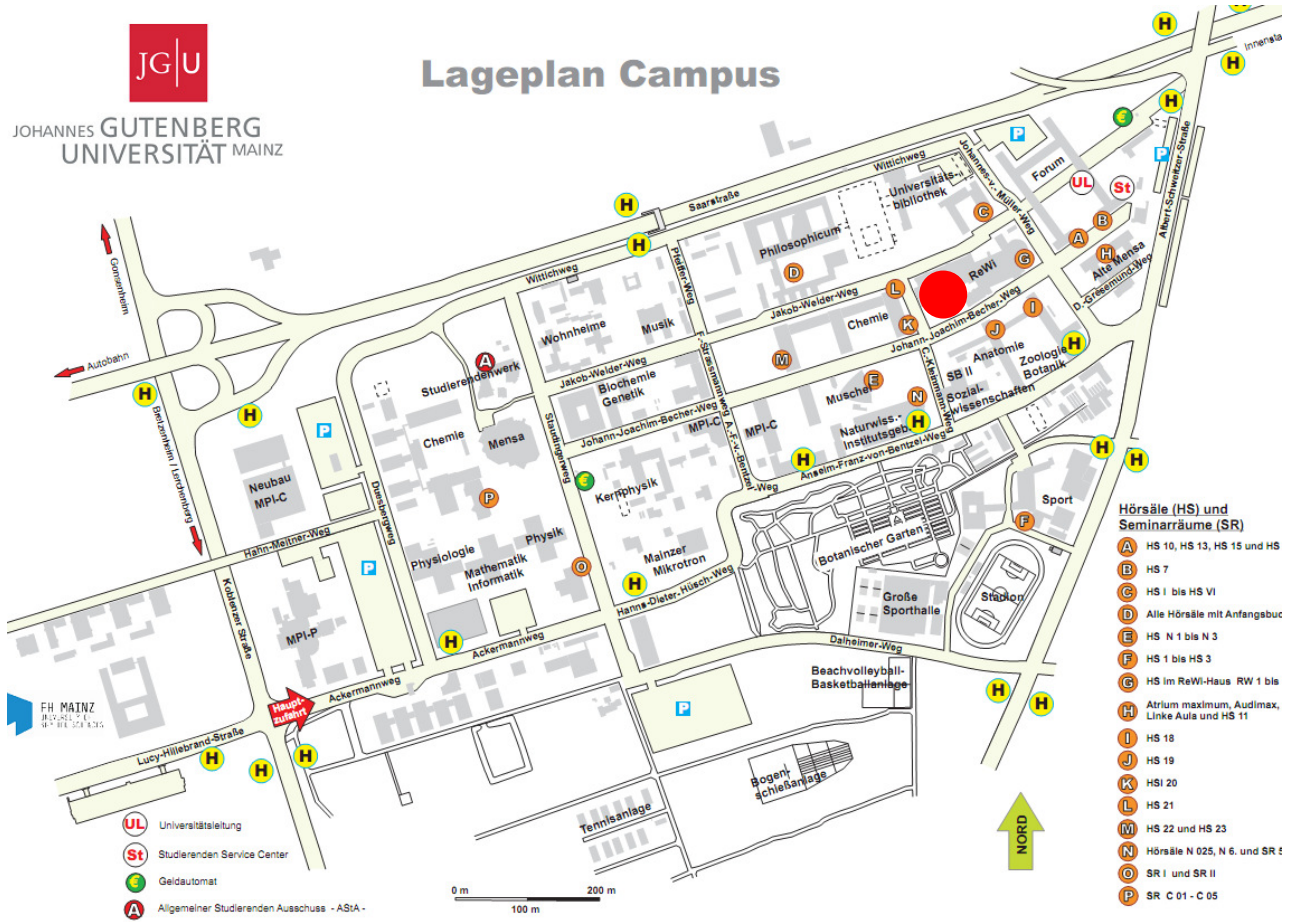 JG|U
JOHANNES GUTENBERG
UNIVERSITÄT MAINZ
Lageplan Campus
H
H
Innensta
H
H
€
P
P
Albert-Schweitzer-Straße
Forum
UL
St
Johannes-v.-Müller-Weg
Wittichweg
Saarstraße
Universitäts-
bibliothek
C
B
A
H
Alte Mensa
D.-Gresemund-Weg
H
H
Philosophicum
D
ReWi
G
L
K
Jakob-Welder-Weg
Chemie
Johann-Joachim-Becher-Weg
I
J
Anatomie
Zoologie
Botanik
H
SB II
Sozial-
wissenschaften
C.-Kleinmann-Weg
Gonsenheim
Autobahn
Wittichweg
Pfeiffer-Weg
Wohnheime
Musik
A
Studierendenwerk
Jakob-Welder-Weg
F.-Strassmannweg
M
Biochemie
Genetik
Johann-Joachim-Becher-Weg
Muschel
E
N
Naturwiss.-
Institutsgeb
H
MPI-C
MPI-C
A.-F.-v.-Bentzel-Weg
H
Anselm-Franz-von-Bentzel-Weg
H
H
Bretzenheim / Lerchenberg
H
H
P
Chemie
Mensa
Staudingerweg
€
Neubau
MPI-C
Duesbergweg
P
Kernphysik
Hahn-Meitner-Weg
P
Physiologie
Physik
Mathematik
Informatik
O
Mainzer
Mikrotron
H
Hanns-Dieter-Hüsch-Weg
Botanischer Garten
Sport
F
Große
Sporthalle
Stadion
Koblenzer Straße
MPI-P
H
Ackermannweg
Ackermannweg
Dalheimer-Weg
Beachvolleyball-
Basketballanlage
H
H
Haupt-
zufahrt
FH MAINZ
P
Lucy-Hillebrand-Straße
H
H
H
Bogen-
schießanlage
Tennisanlage
NORD
Hörsäle (HS) und
Seminarräume (SR)
A HS 10, HS 13, HS 15 und HS
B HS 7
C HS I bis HS VI
D Alle Hörsäle mit Anfangsbuc
E HS N 1 bis N 3
F HS 1 bis HS 3
G HS im ReWi-Haus RW 1 bis
H Atrium maximum, Audimax,
Linke Aula und HS 11
I HS 18
J HS 19
K HSI 20
L HS 21
M HS 22 und HS 23
N Hörsäle N 025, N 6. und SR
O SR I und SR II
P SR C 01 - C 05
UL Universitätsleitung
St Studierenden Service Center
€ Geldautomat
A Allgemeiner Studierenden Ausschuss - AStA -
0 m 200 m
100 m